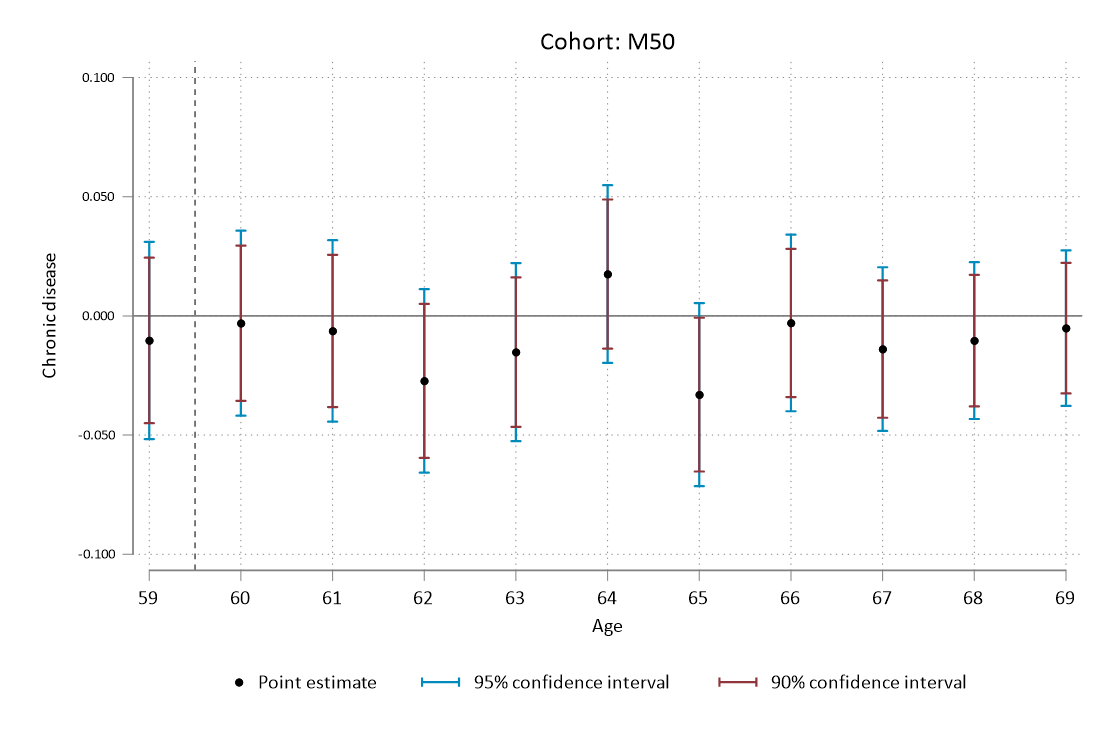 Cohort: M50
0.100
0.050
0.000
-0.050
-0.100
Chronic disease
59 60 61 62 63 64 65 66 67 68 69
Age
Point estimate 95% confidence interval 90% confidence interval